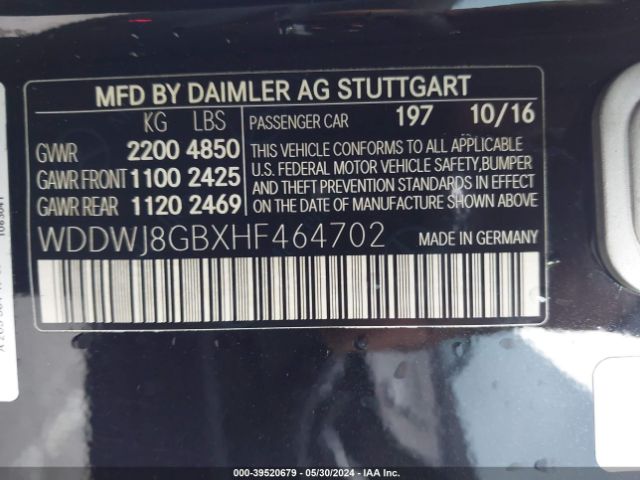 MFD BY DAIMLER AG STUTTGART
KG LBS PASSENGER CAR 197 10/16
GVWR 2200 4850 THIS VEHICLE CONFORMS TO ALL APPLICABLE
U.S. FEDERAL MOTOR VEHICLE SAFETY, BUMPER
GAWR FRONT 1100 2425 AND THEFT PREVENTION STANDARDS IN EFFECT
GAWR REAR 1120 2469 ON THE DATE OF MANUFACTURE SHOWN ABOVE.
WDDWJ8GBXHF464702 MADE IN GERMANY
192 - 39520679 - 05/30/2024 - IAA Inc.